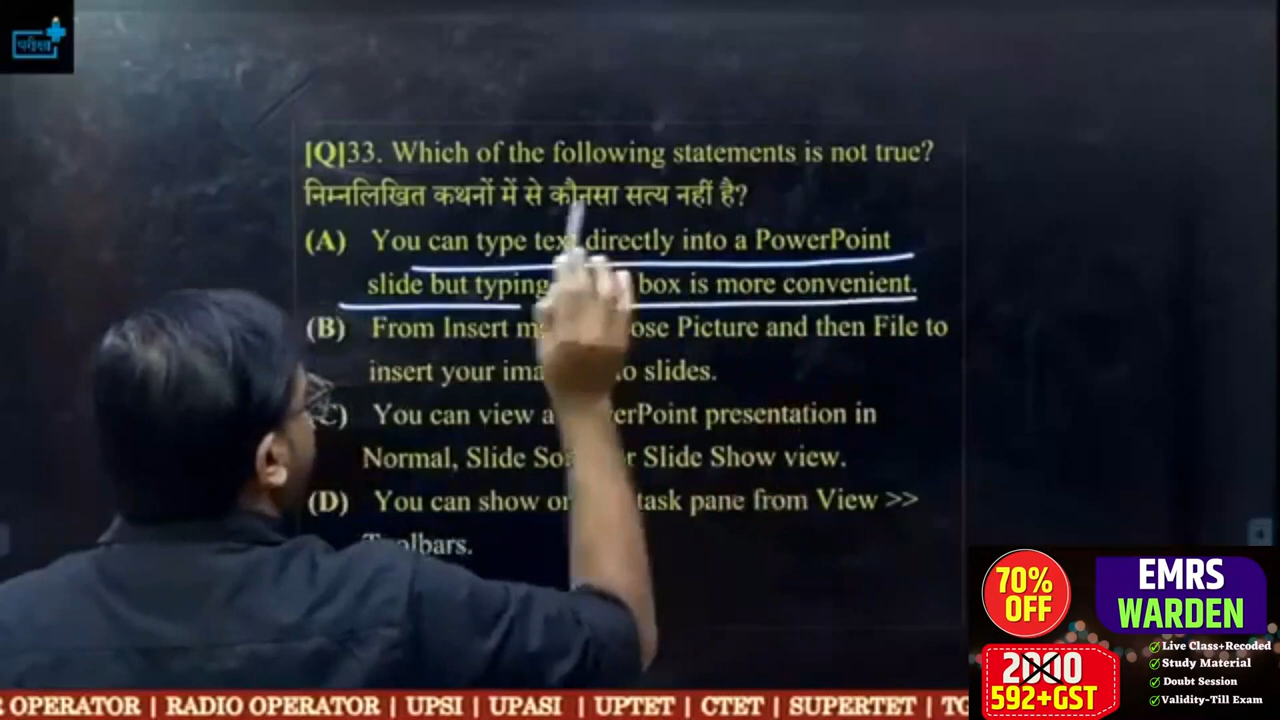 परीक्षा
[Q]33. Which of the following statements is not true?
निम्नलिखित कथनों में से कौनसा सत्य नहीं है?
(A) You can type text directly into a PowerPoint
slide but typing box is more convenient.
(B) From Insert Picture and then File to
insert your slides.
(C) You can view a presentation in
Normal, Slide Slide Show view.
(D) You can show task pane from View >>
Toolbars.
70%
OFF
EMRS
WARDEN
2000
592+GST
Live Class+Recoded
Study Material
Doubt Session
Validity-Till Exam
OPERATOR | RADIO OPERATOR | UPSI | UPASI | UPTET | CTET | SUPERTET |